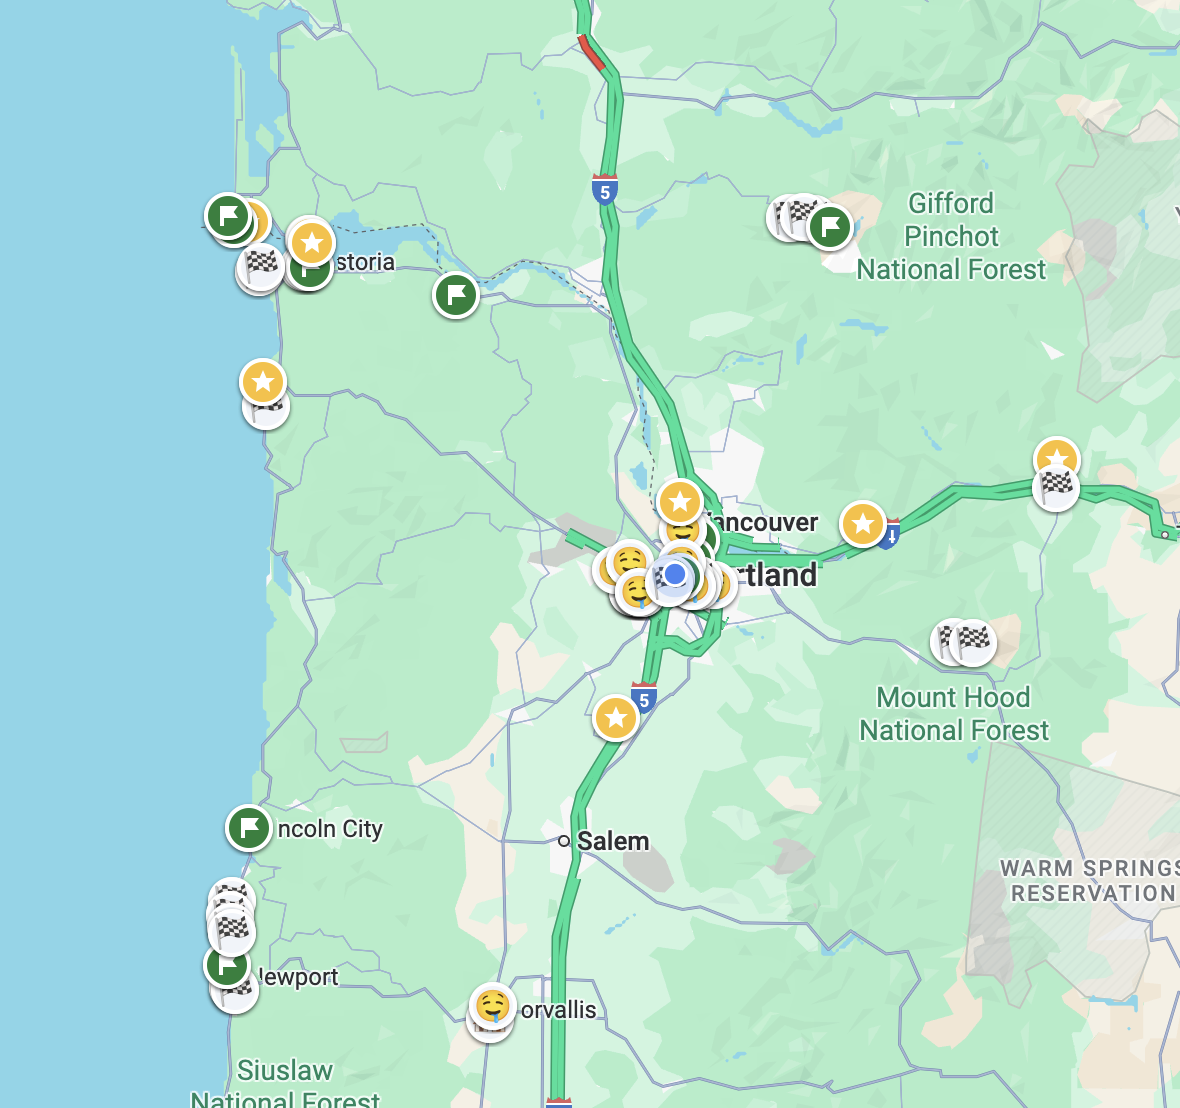 5
Gifford
Pinchot
National Forest
storia
ancouver
4
rtland
Mount Hood
National Forest
5
ncoln City
Salem
WARM SPRINGS
RESERVATION
ewport
orvallis
Siuslaw
National Forest